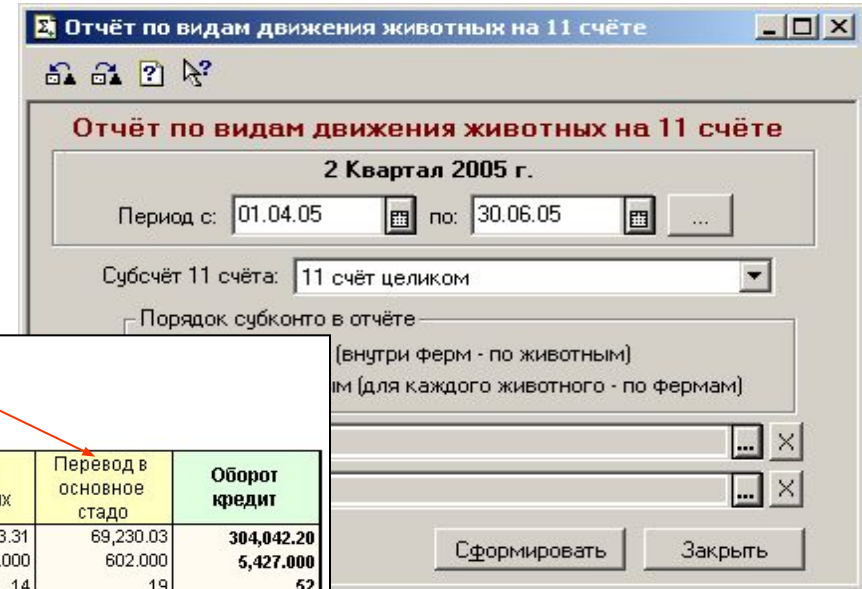 Отчёт по видам движения животных на 11 счёте
Отчёт по видам движения животных на 11 счёте
2 Квартал 2005 г.
Период с: 01.04.05 по: 30.06.05 ...
Субсчёт 11 счёта: 11 счёт целиком
Порядок субконто в отчёте
(внутри ферм - по животным)
(для каждого животного - по фермам)
...
...
Сформировать Закрыть
Перевод в основное стадо Оборот кредит
69,230.03 304,042.20
602.000 5,427.000
14 19 52